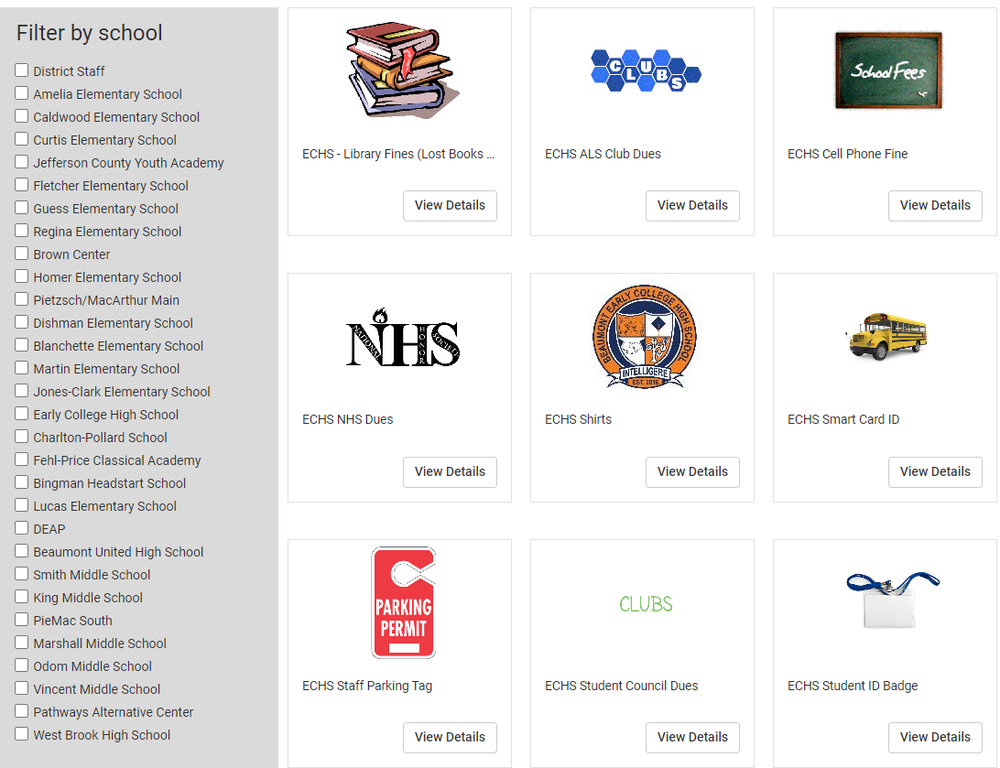 Filter by school
District Staff
Amelia Elementary School
Caldwood Elementary School
Curtis Elementary School
Jefferson County Youth Academy
Fletcher Elementary School
Guess Elementary School
Regina Elementary School
Brown Center
Homer Elementary School
Pietzsch/MacArthur Main
Dishman Elementary School
Blanchette Elementary School
Martin Elementary School
Jones-Clark Elementary School
Early College High School
Charlton-Pollard School
Fehl-Price Classical Academy
Bingman Headstart School
Lucas Elementary School
DEAP
Beaumont United High School
Smith Middle School
King Middle School
PieMac South
Marshall Middle School
Odom Middle School
Vincent Middle School
Pathways Alternative Center
West Brook High School
ECHS - Library Fines (Lost Books ...
View Details
CLUBS
ECHS ALS Club Dues
View Details
School Fees
ECHS Cell Phone Fine
View Details
NHS
NATIONAL
HONOR
SOCIETY
ECHS NHS Dues
View Details
BEAUMONT EARLY COLLEGE HIGH SCHOOL
INTELLIGERE
EST. 2016
ECHS Shirts
View Details
ECHS Smart Card ID
View Details
PARKING
PERMIT
ECHS Staff Parking Tag
View Details
CLUBS
ECHS Student Council Dues
View Details
ECHS Student ID Badge
View Details